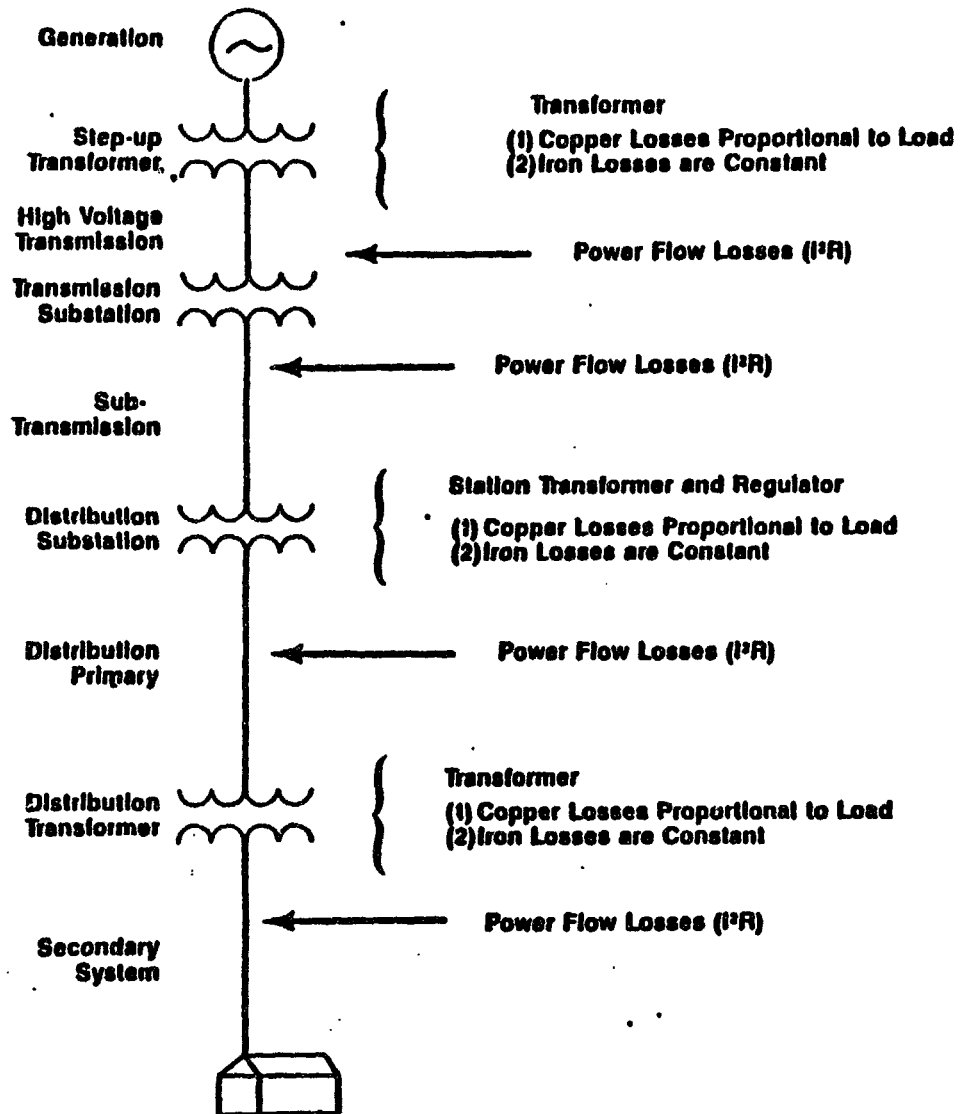 Generation
Step-up
Transformer
Transformer
(1) Copper Losses Proportional to Load
(2) Iron Losses are Constant
High Voltage
Transmission
Power Flow Losses (I²R)
Transmission
Substation
Power Flow Losses (I²R)
Sub-
Transmission
Distribution
Substation
Station Transformer and Regulator
(1) Copper Losses Proportional to Load
(2) Iron Losses are Constant
Distribution
Primary
Power Flow Losses (I²R)
Distribution
Transformer
Transformer
(1) Copper Losses Proportional to Load
(2) Iron Losses are Constant
Power Flow Losses (I²R)
Secondary
System